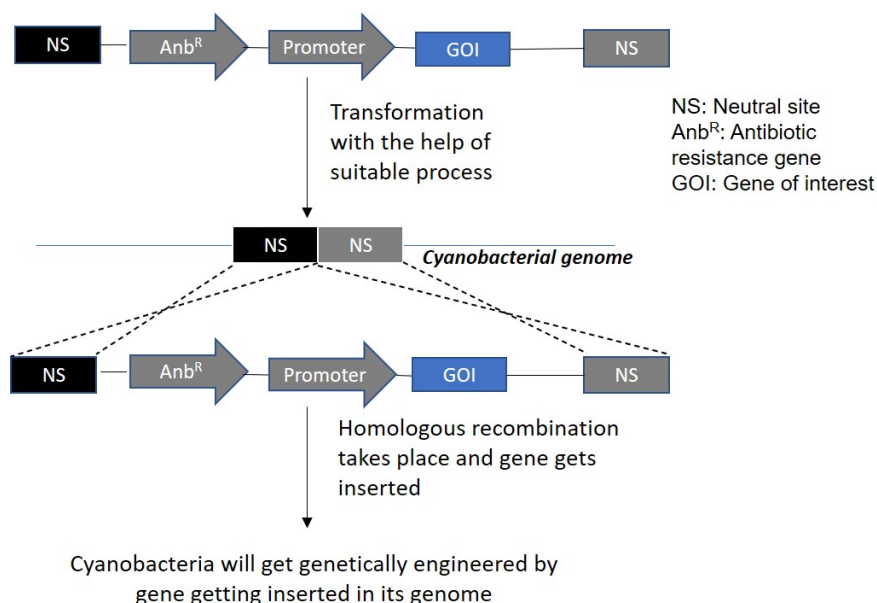 NS Anbᴿ Promoter GOI NS
Transformation
with the help of
suitable process
NS: Neutral site
Anbᴿ: Antibiotic
resistance gene
GOI: Gene of interest
NS NS
Cyanobacterial genome
NS Anbᴿ Promoter GOI NS
Homologous recombination
takes place and gene gets
inserted
Cyanobacteria will get genetically engineered by
gene getting inserted in its genome